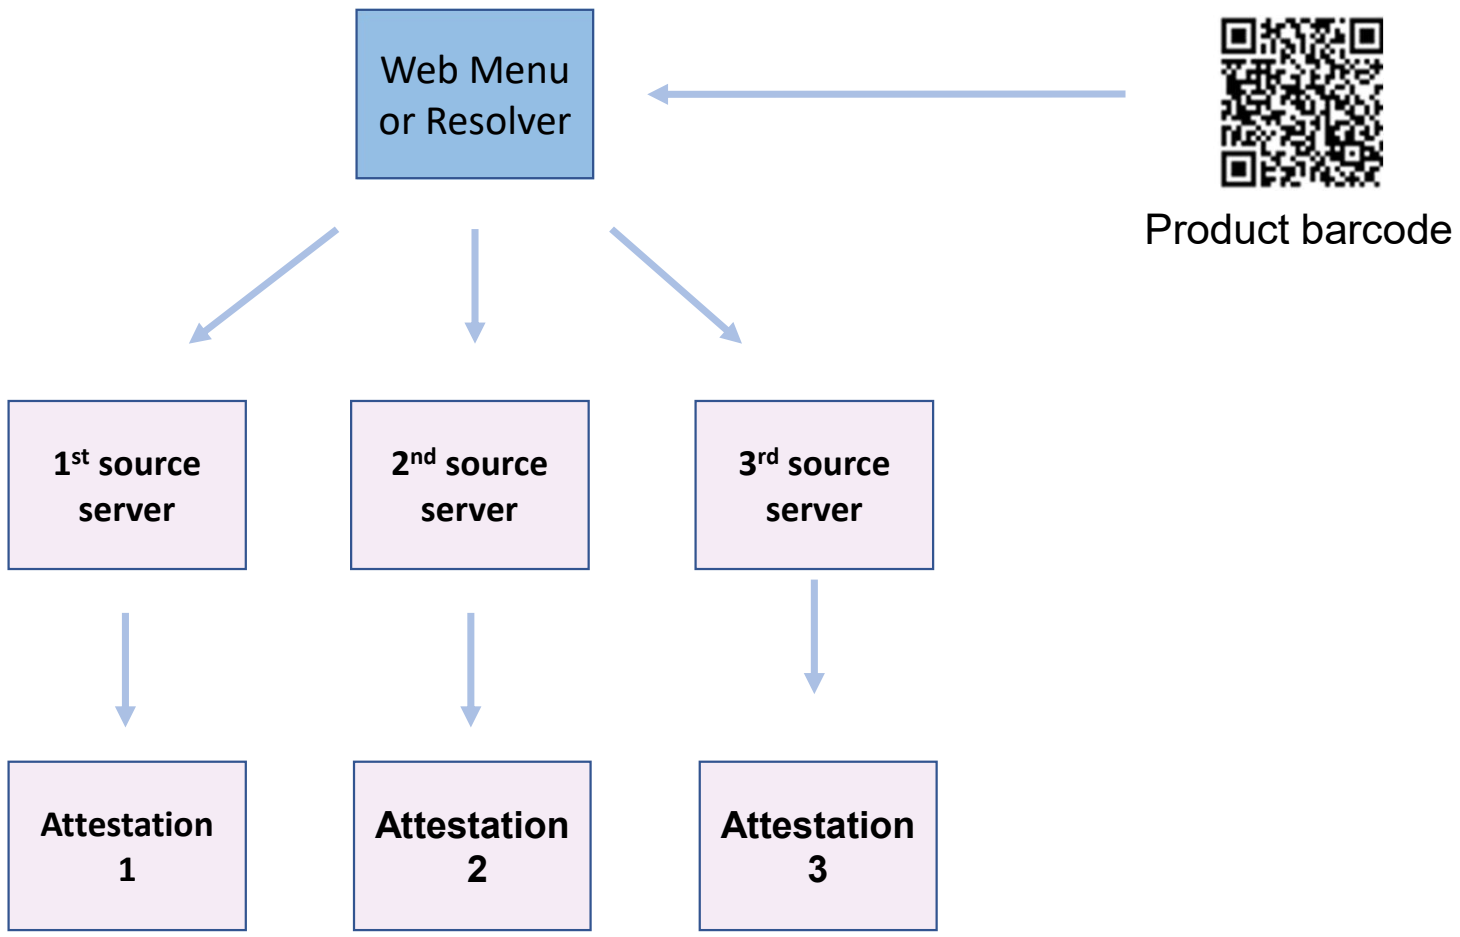 Web Menu
or Resolver
Product barcode
1st source
server
2nd source
server
3rd source
server
Attestation
1
Attestation
2
Attestation
3